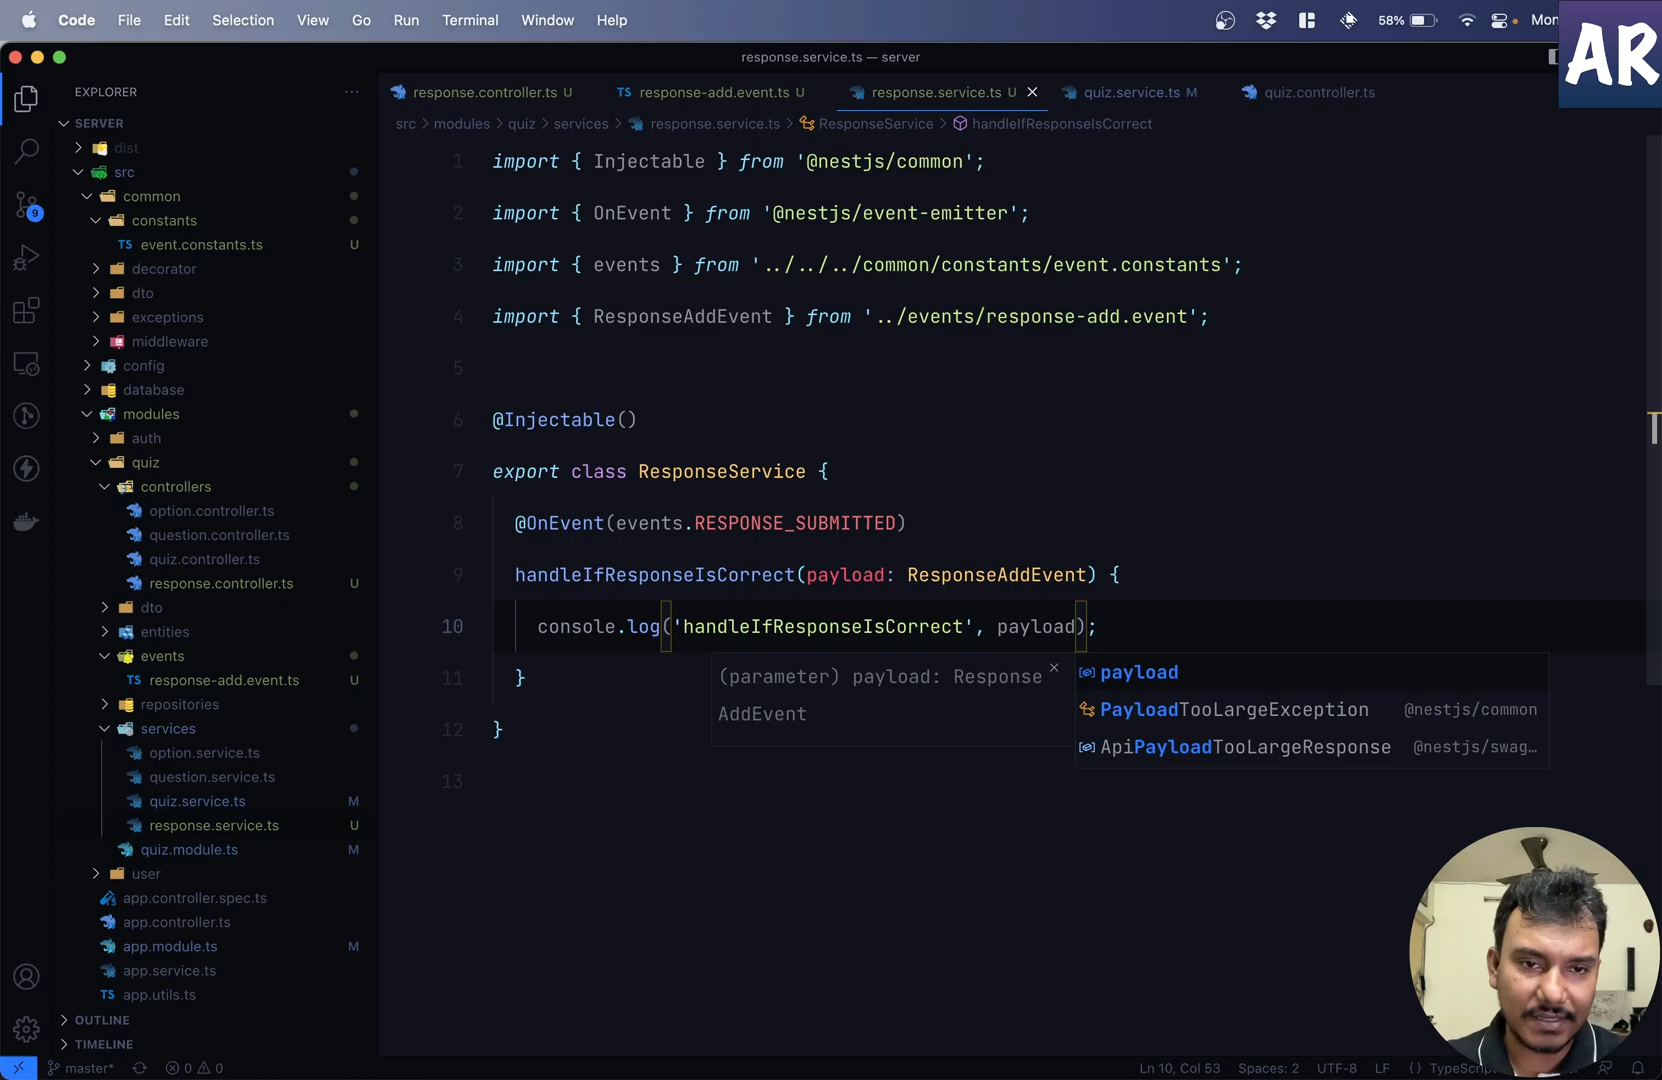 Code File Edit Selection View Go Run Terminal Window Help 58% Mon
AR
response.service.ts — server
EXPLORER
response.controller.ts U
response-add.event.ts U
response.service.ts U
quiz.service.ts M
quiz.controller.ts
src > modules > quiz > services > response.service.ts > ResponseService > handleIfResponseIsCorrect
SERVER
dist
src
common
constants
event.constants.ts U
decorator
dto
exceptions
middleware
config
database
modules
auth
quiz
controllers
option.controller.ts
question.controller.ts
quiz.controller.ts
response.controller.ts U
dto
entities
events
response-add.event.ts U
repositories
services
option.service.ts
question.service.ts
quiz.service.ts M
response.service.ts U
quiz.module.ts M
user
app.controller.spec.ts
app.controller.ts
app.module.ts M
app.service.ts
app.utils.ts
OUTLINE
TIMELINE
9
1 import { Injectable } from '@nestjs/common';
2 import { OnEvent } from '@nestjs/event-emitter';
3 import { events } from '../../../common/constants/event.constants';
4 import { ResponseAddEvent } from '../events/response-add.event';
5
6 @Injectable()
7 export class ResponseService {
8 @OnEvent(events.RESPONSE_SUBMITTED)
9 handleIfResponseIsCorrect(payload: ResponseAddEvent) {
10 console.log('handleIfResponseIsCorrect', payload);
11 }
12 }
13
(parameter) payload: Response
AddEvent
payload
PayloadTooLargeException @nestjs/common
ApiPayloadTooLargeResponse @nestjs/swag…
master* 0 0 Ln 10, Col 53 Spaces: 2 UTF-8 LF {} TypeScrip